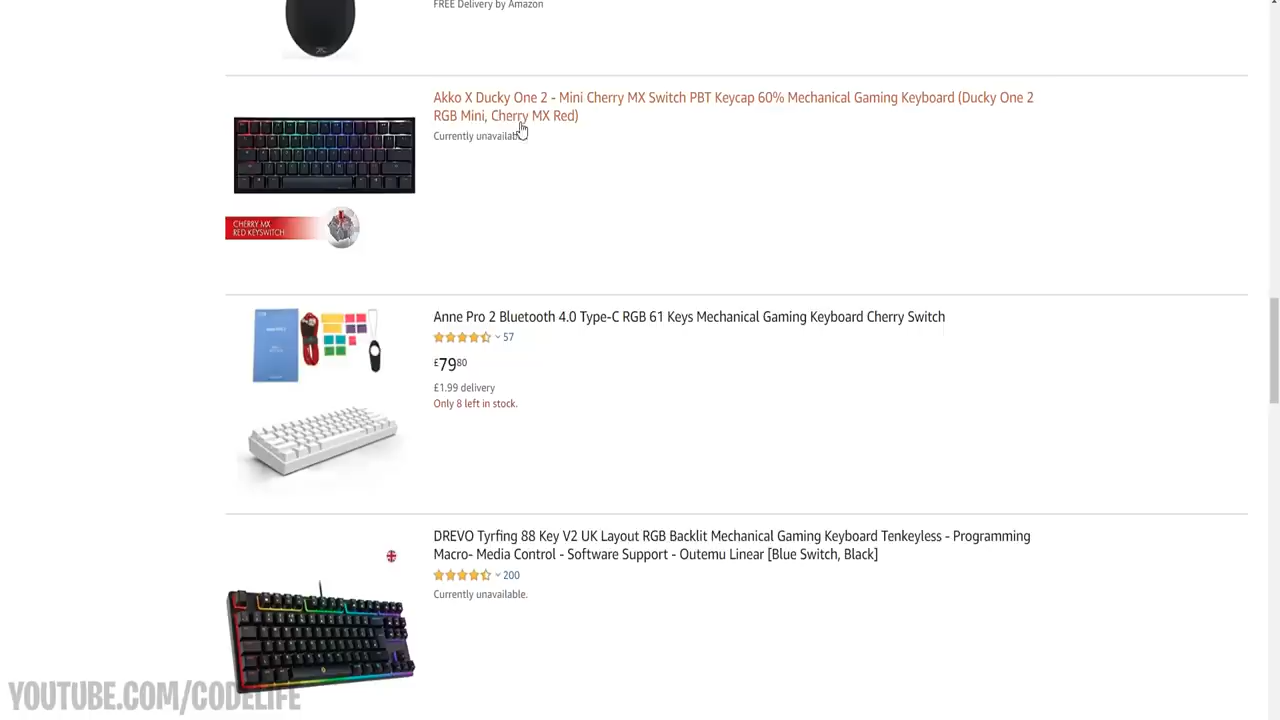 FREE Delivery by Amazon
Akko X Ducky One 2 - Mini Cherry MX Switch PBT Keycap 60% Mechanical Gaming Keyboard (Ducky One 2
RGB Mini, Cherry MX Red)
Currently unavailable.
CHERRY MX
RED KEYSWITCH
Anne Pro 2 Bluetooth 4.0 Type-C RGB 61 Keys Mechanical Gaming Keyboard Cherry Switch
57
£7980
£1.99 delivery
Only 8 left in stock.
DREVO Tyrfing 88 Key V2 UK Layout RGB Backlit Mechanical Gaming Keyboard Tenkeyless - Programming
Macro- Media Control - Software Support - Outemu Linear [Blue Switch, Black]
200
Currently unavailable.
YOUTUBE.COM/CODELIFE